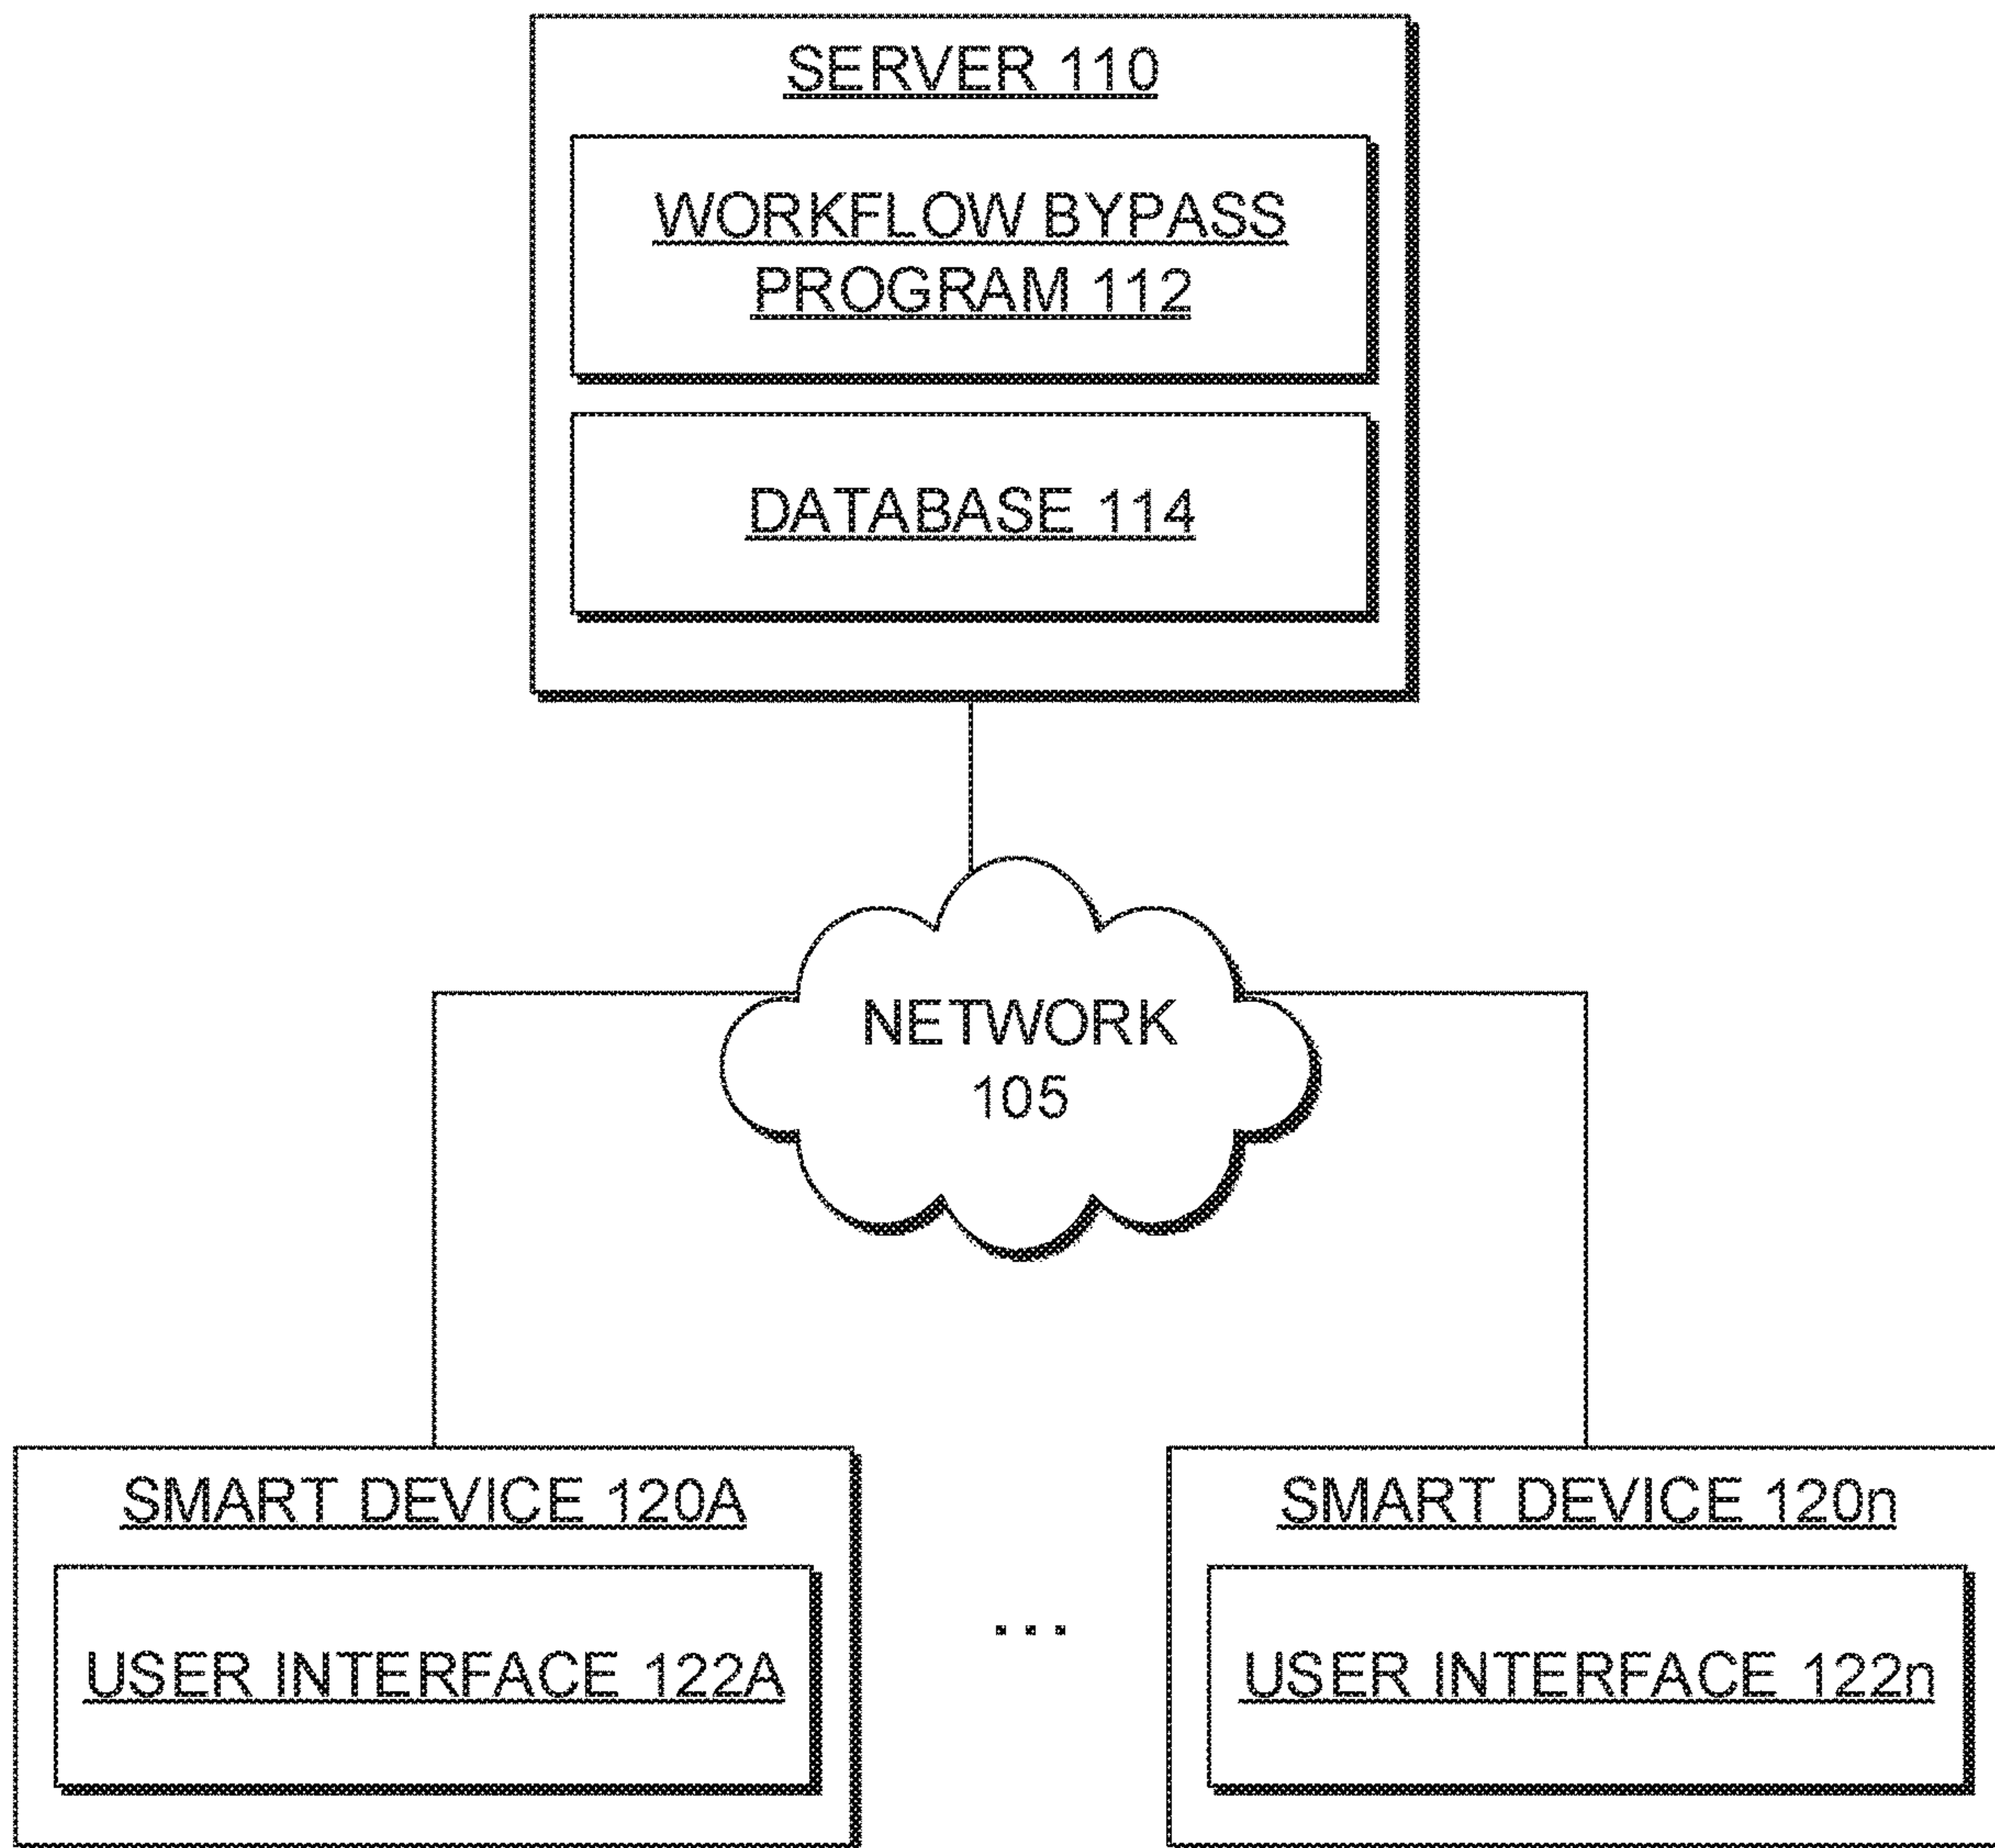 SERVER 110
WORKFLOW BYPASS
PROGRAM 112
DATABASE 114
NETWORK
105
SMART DEVICE 120A
USER INTERFACE 122A
...
SMART DEVICE 120n
USER INTERFACE 122n